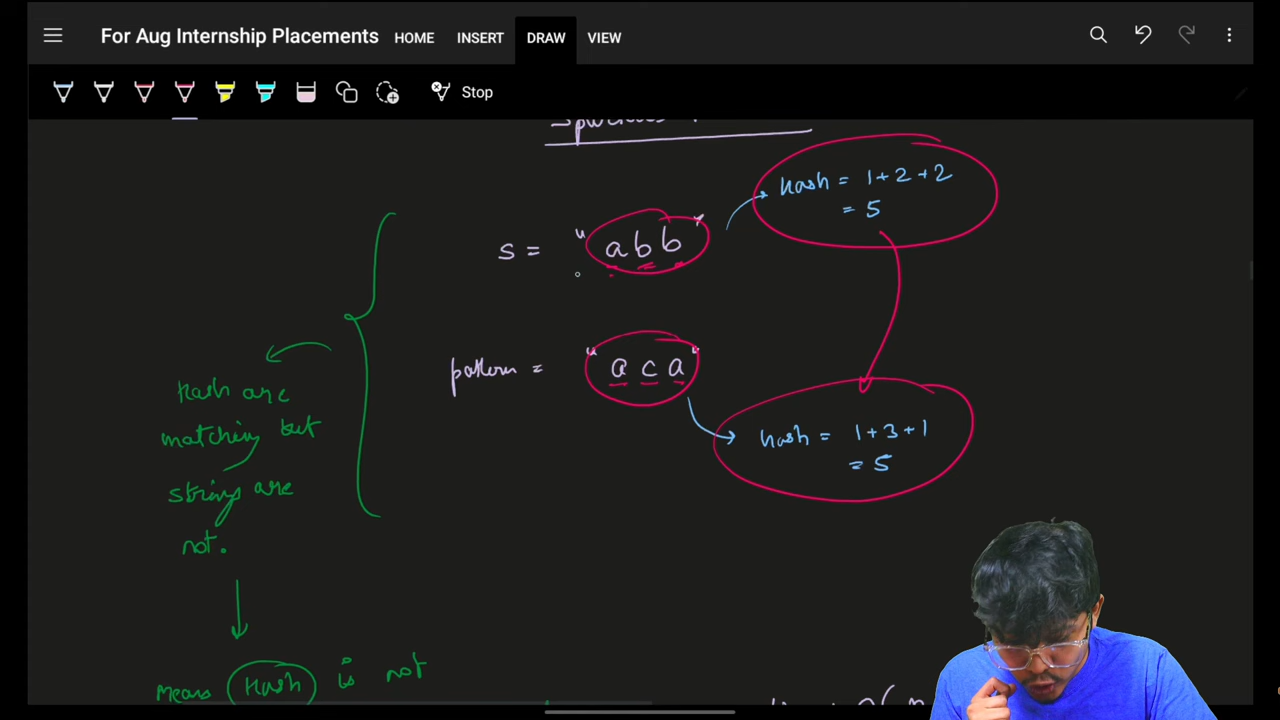 For Aug Internship Placements HOME INSERT DRAW VIEW
Stop
hash = 1+2+2
= 5
s = "abb"
pattern = "aca"
hash = 1+3+1
= 5
Hash are
matching but
strings are
not.
Means Hash is not